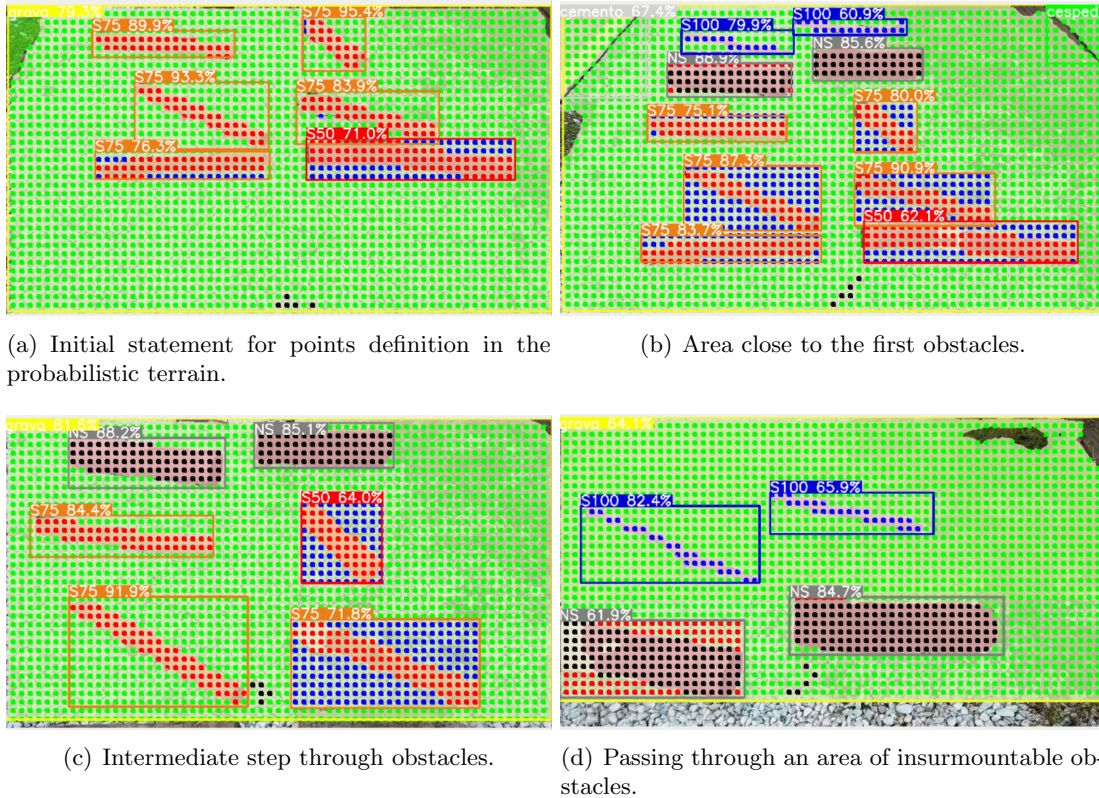 grava 79.3%
S75 89.9%
S75 95.4%
S75 93.3%
S75 83.9%
S50 71.0%
S75 76.3%
cemento 67.4%
S100 79.9%
S100 60.9%
cesped
NS 88.9%
NS 85.6%
S75 75.1%
S75 80.0%
S75 87.3%
S75 90.9%
S50 62.1%
S75 83.7%
(a) Initial statement for points definition in the
probabilistic terrain.
(b) Area close to the first obstacles.
grava 81.6%
NS 88.2%
NS 85.1%
S75 84.4%
S50 64.0%
S75 91.9%
S75 71.8%
grava 64.1%
S100 82.4%
S100 65.9%
NS 61.9%
NS 84.7%
(c) Intermediate step through obstacles.
(d) Passing through an area of insurmountable ob-
stacles.